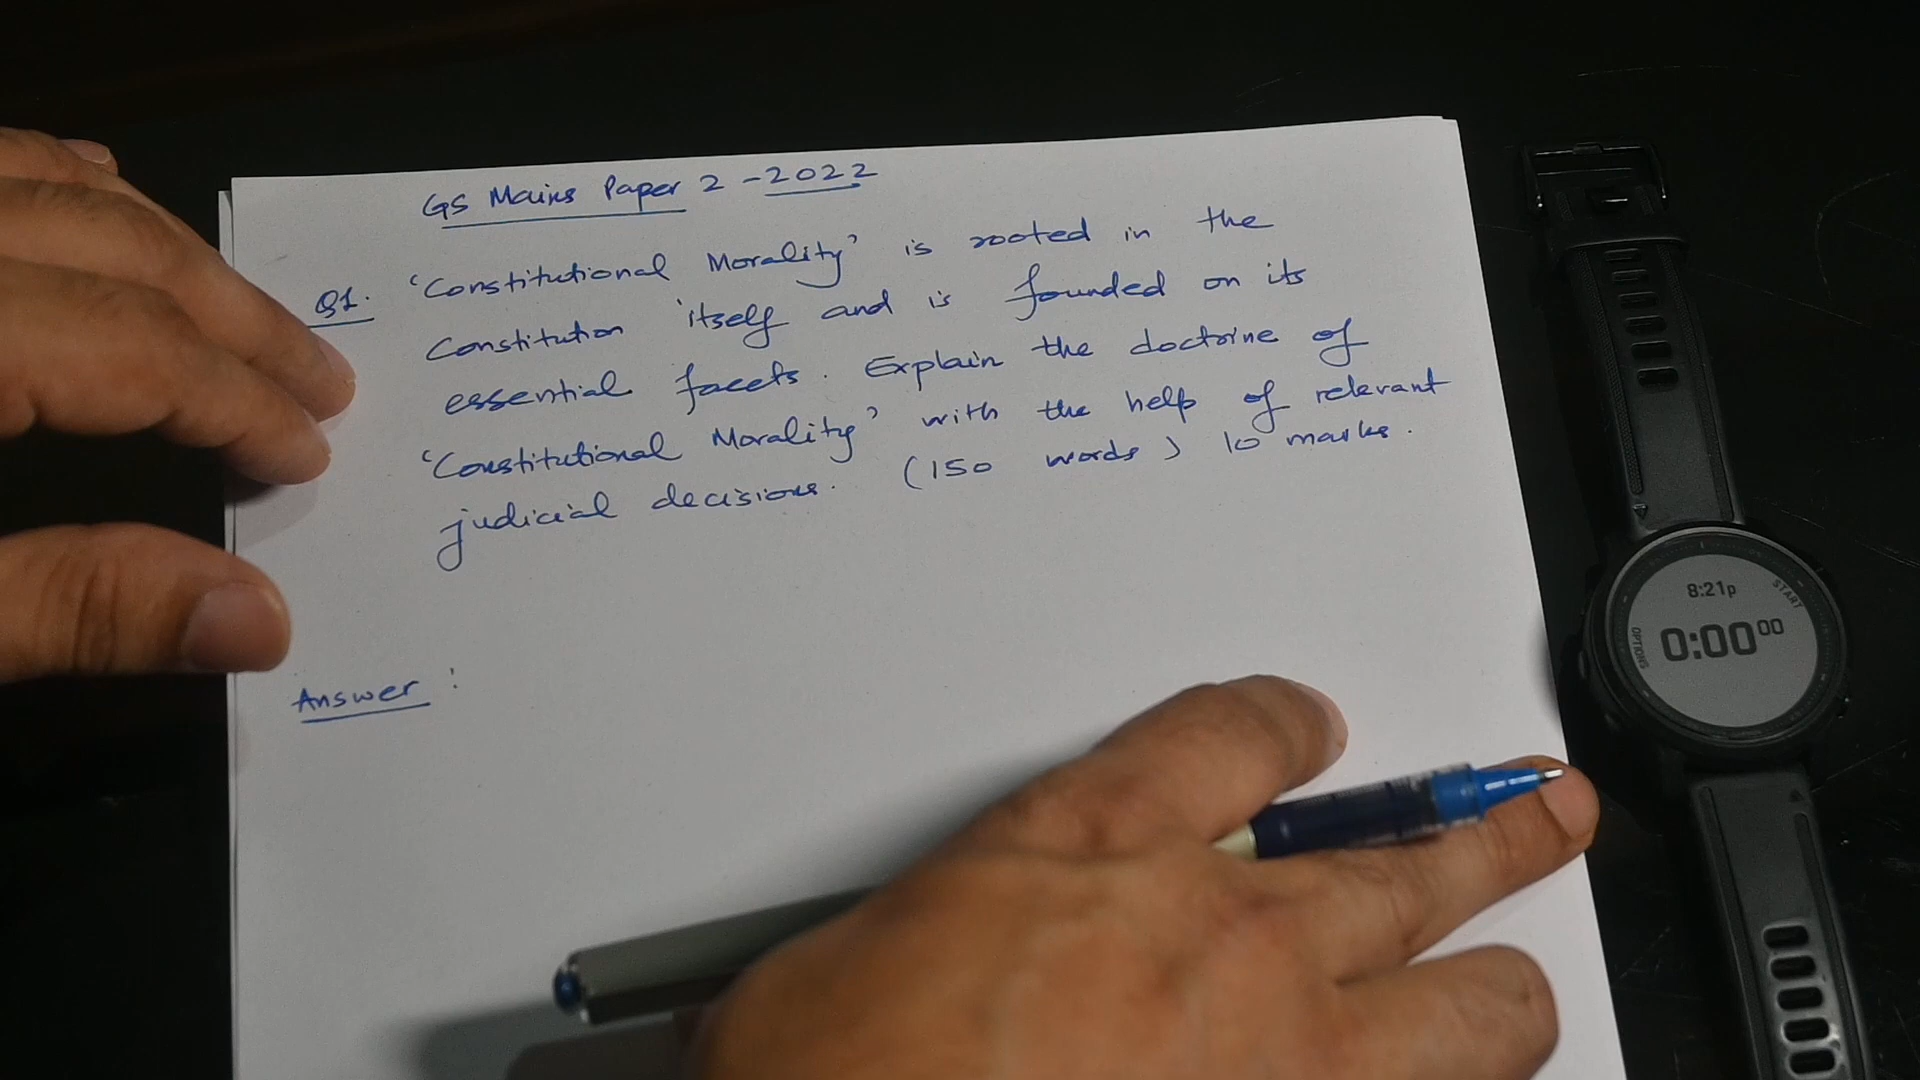 GS Mains Paper 2 - 2022
Q1. 'Constitutional Morality' is rooted in the
Constitution itself and is founded on its
essential facets. Explain the doctrine of
'Constitutional Morality' with the help of relevant
judicial decisions. (150 words) 10 marks.
Answer :
8:21p
START
0:00 00
OPTIONS